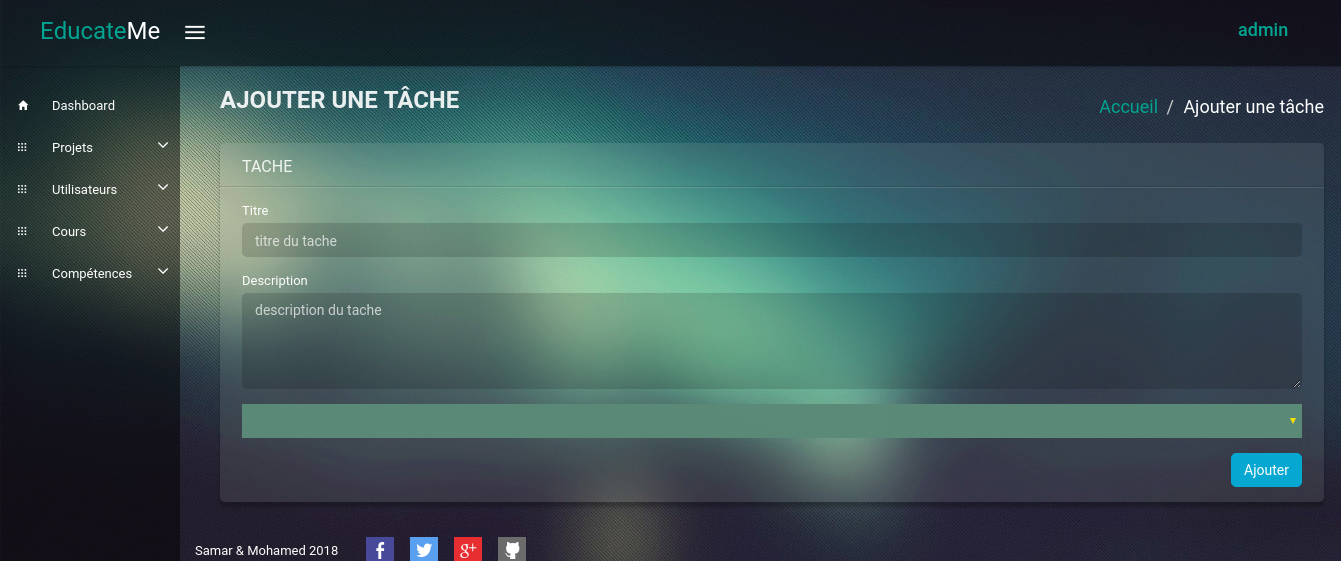 EducateMe
admin
Dashboard
Projets
Utilisateurs
Cours
Compétences
AJOUTER UNE TÂCHE
Accueil / Ajouter une tâche
TACHE
Titre
titre du tache
Description
description du tache
Ajouter
Samar & Mohamed 2018